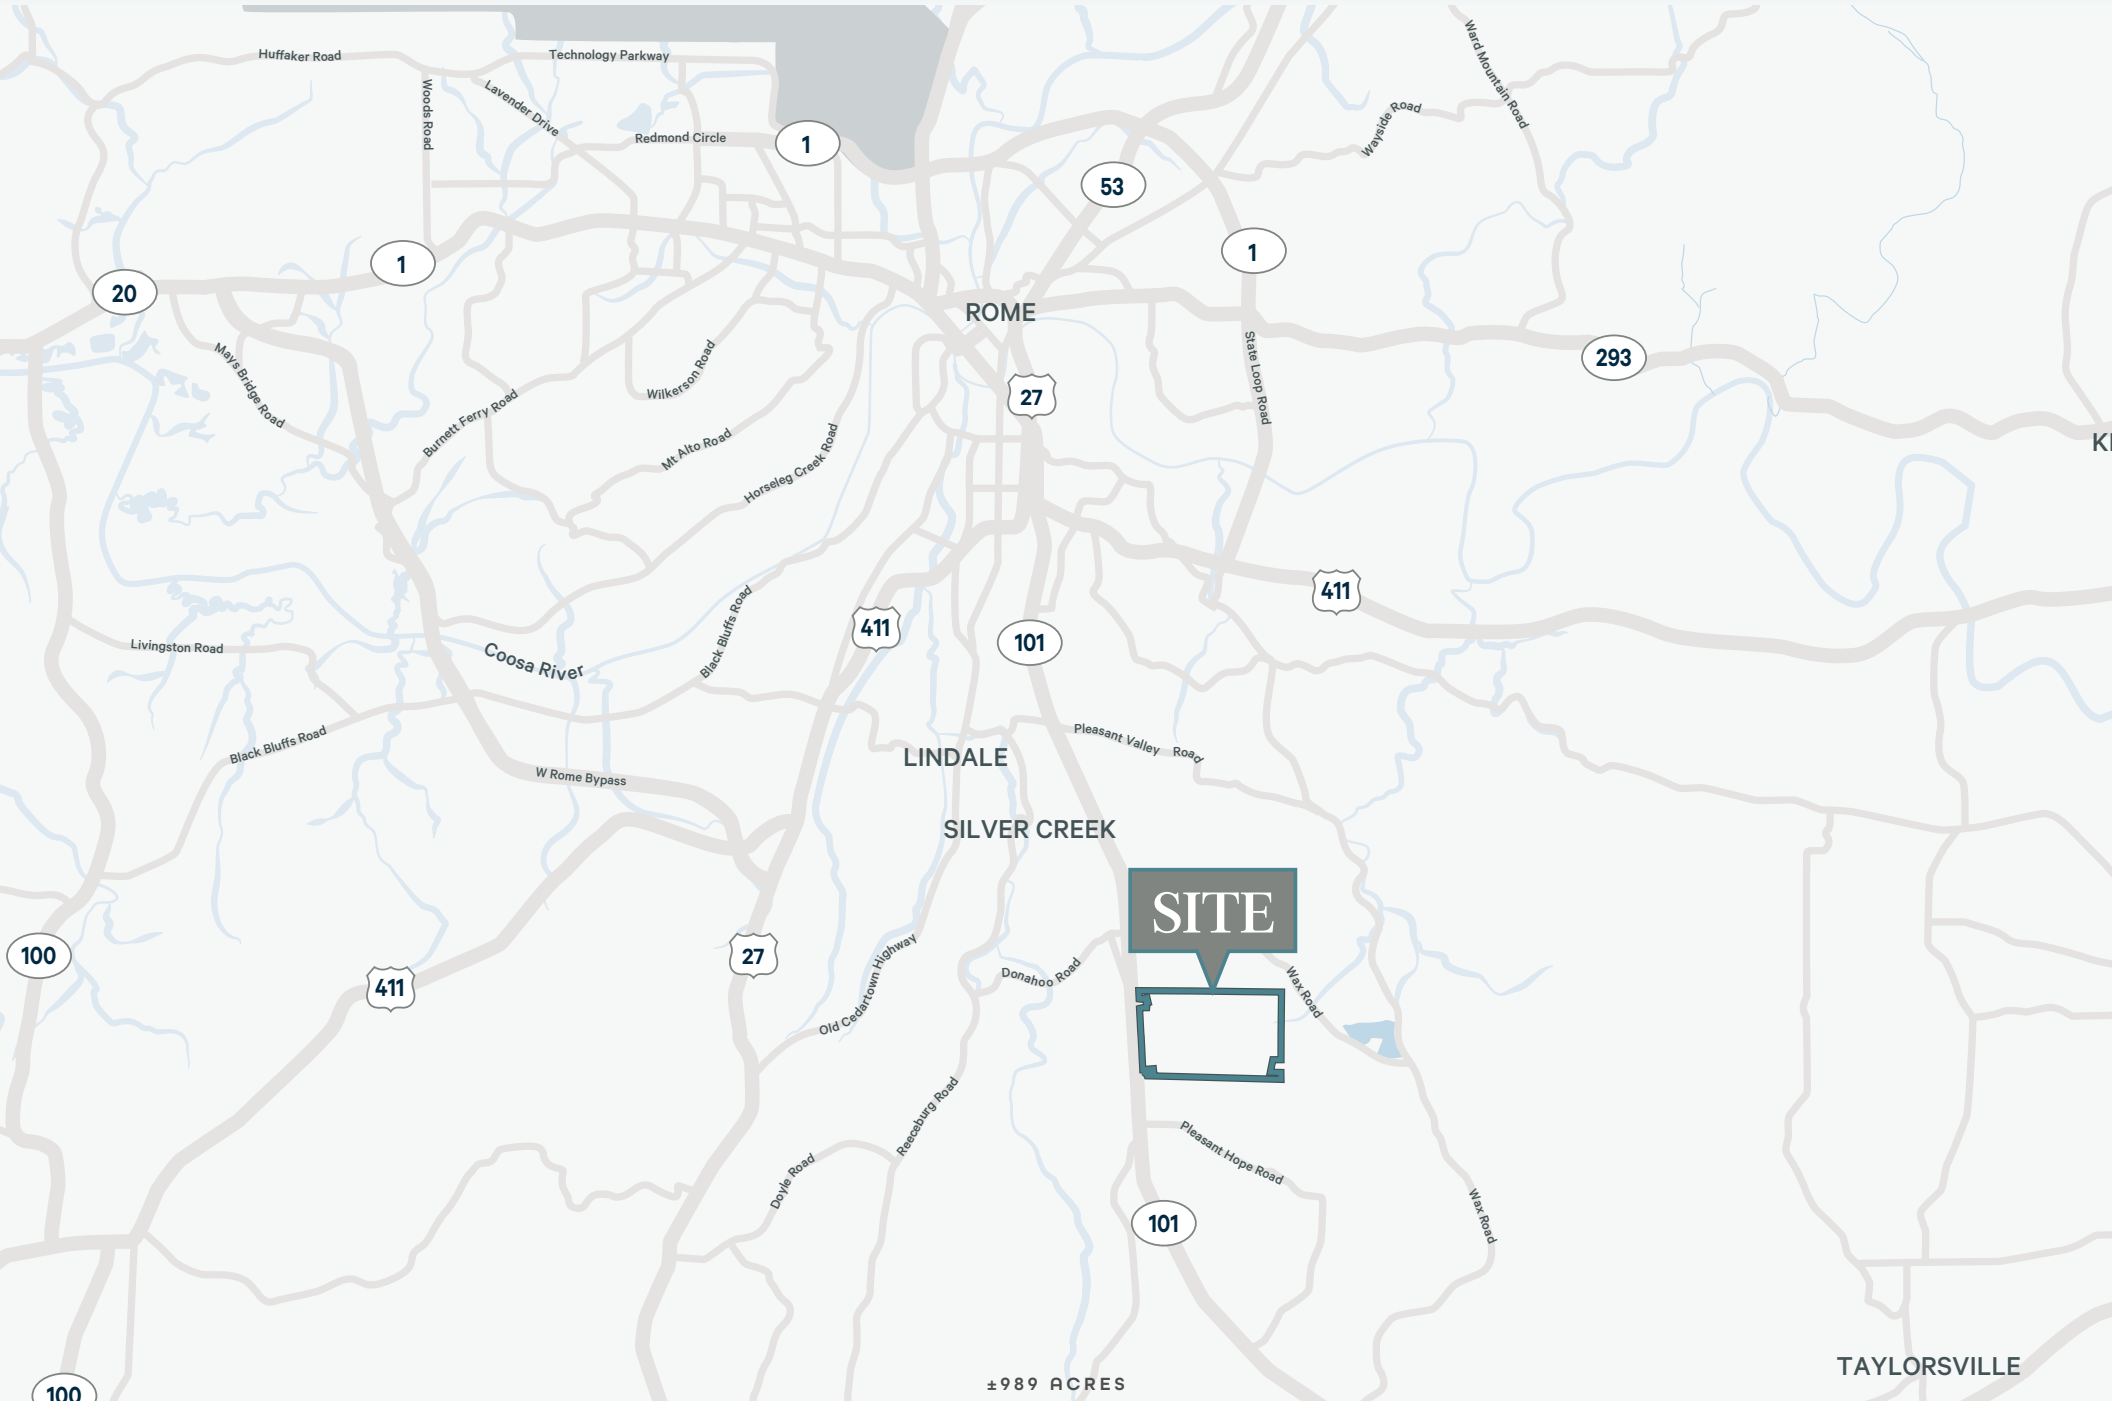 Huffaker Road
Technology Parkway
Ward Mountain Road
Woods Road
Lavender Drive
Redmond Circle
1
Wayside Road
53
1
1
20
ROME
Mays Bridge Road
Wilkerson Road
State Loop Road
293
27
Burnett Ferry Road
Mt Alto Road
Horseleg Creek Road
411
Black Bluffs Road
411
101
Livingston Road
Coosa River
Black Bluffs Road
Pleasant Valley Road
LINDALE
W Rome Bypass
SILVER CREEK
SITE
100
411
27
Old Cedartown Highway
Donahoo Road
Wax Road
Reeceburg Road
Doyle Road
Pleasant Hope Road
101
Wax Road
TAYLORSVILLE
±989 ACRES
100